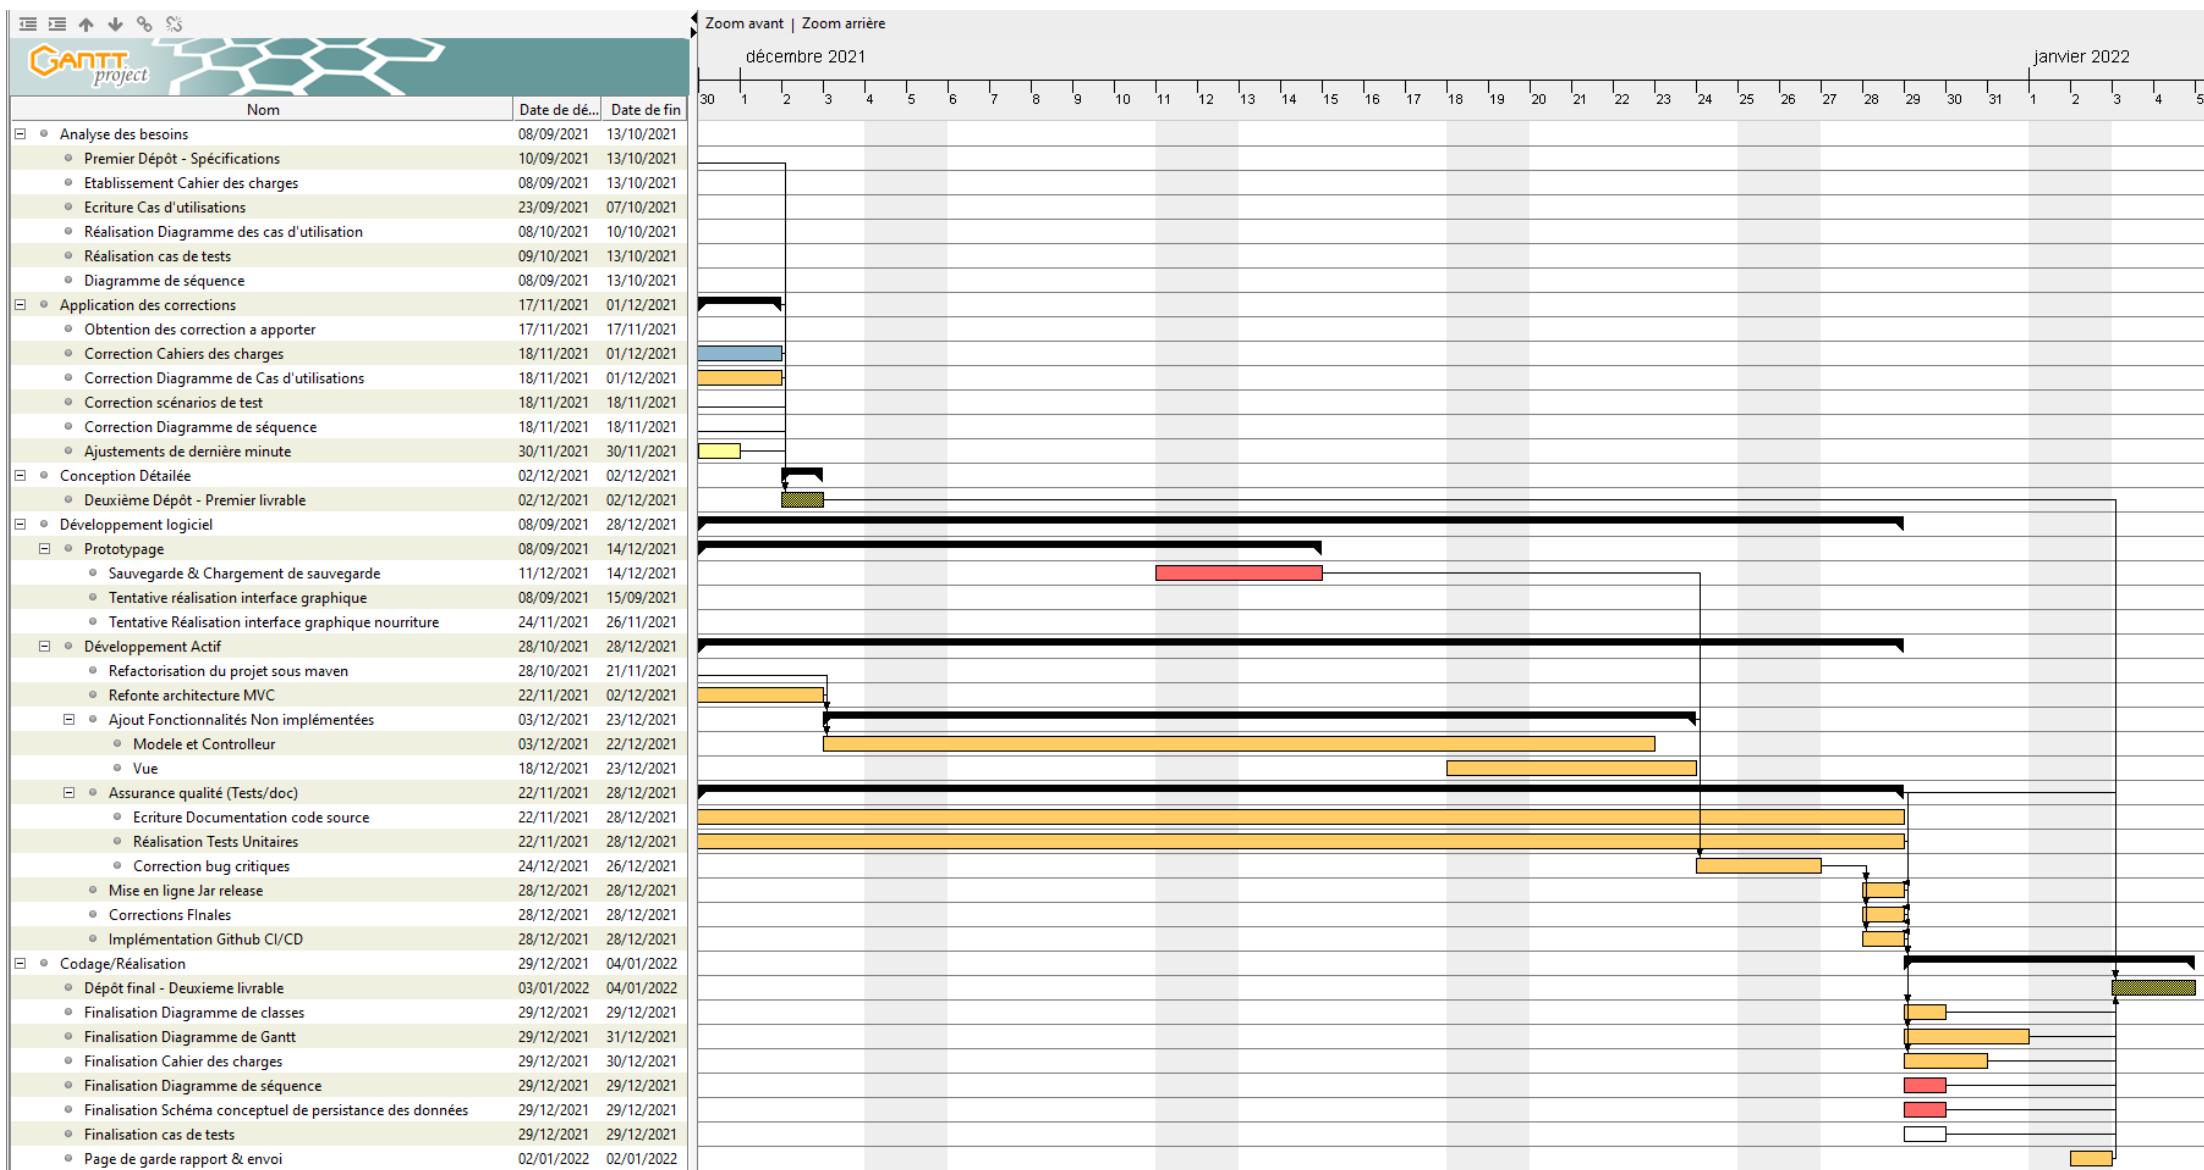 Zoom avant | Zoom arrière
GANTT
project
décembre 2021
janvier 2022
30 1 2 3 4 5 6 7 8 9 10 11 12 13 14 15 16 17 18 19 20 21 22 23 24 25 26 27 28 29 30 31 1 2 3 4 5
Nom Date de dé... Date de fin
Analyse des besoins 08/09/2021 13/10/2021
Premier Dépôt - Spécifications 10/09/2021 13/10/2021
Etablissement Cahier des charges 08/09/2021 13/10/2021
Ecriture Cas d'utilisations 23/09/2021 07/10/2021
Réalisation Diagramme des cas d'utilisation 08/10/2021 10/10/2021
Réalisation cas de tests 09/10/2021 13/10/2021
Diagramme de séquence 08/09/2021 13/10/2021
Application des corrections 17/11/2021 01/12/2021
Obtention des correction a apporter 17/11/2021 17/11/2021
Correction Cahiers des charges 18/11/2021 01/12/2021
Correction Diagramme de Cas d'utilisations 18/11/2021 01/12/2021
Correction scénarios de test 18/11/2021 18/11/2021
Correction Diagramme de séquence 18/11/2021 18/11/2021
Ajustements de dernière minute 30/11/2021 30/11/2021
Conception Détailée 02/12/2021 02/12/2021
Deuxième Dépôt - Premier livrable 02/12/2021 02/12/2021
Développement logiciel 08/09/2021 28/12/2021
Prototypage 08/09/2021 14/12/2021
Sauvegarde & Chargement de sauvegarde 11/12/2021 14/12/2021
Tentative réalisation interface graphique 08/09/2021 15/09/2021
Tentative Réalisation interface graphique nourriture 24/11/2021 26/11/2021
Développement Actif 28/10/2021 28/12/2021
Refactorisation du projet sous maven 28/10/2021 21/11/2021
Refonte architecture MVC 22/11/2021 02/12/2021
Ajout Fonctionnalités Non implémentées 03/12/2021 23/12/2021
Modele et Controlleur 03/12/2021 22/12/2021
Vue 18/12/2021 23/12/2021
Assurance qualité (Tests/doc) 22/11/2021 28/12/2021
Ecriture Documentation code source 22/11/2021 28/12/2021
Réalisation Tests Unitaires 22/11/2021 28/12/2021
Correction bug critiques 24/12/2021 26/12/2021
Mise en ligne Jar release 28/12/2021 28/12/2021
Corrections FInales 28/12/2021 28/12/2021
Implémentation Github CI/CD 28/12/2021 28/12/2021
Codage/Réalisation 29/12/2021 04/01/2022
Dépôt final - Deuxieme livrable 03/01/2022 04/01/2022
Finalisation Diagramme de classes 29/12/2021 29/12/2021
Finalisation Diagramme de Gantt 29/12/2021 31/12/2021
Finalisation Cahier des charges 29/12/2021 30/12/2021
Finalisation Diagramme de séquence 29/12/2021 29/12/2021
Finalisation Schéma conceptuel de persistance des données 29/12/2021 29/12/2021
Finalisation cas de tests 29/12/2021 29/12/2021
Page de garde rapport & envoi 02/01/2022 02/01/2022